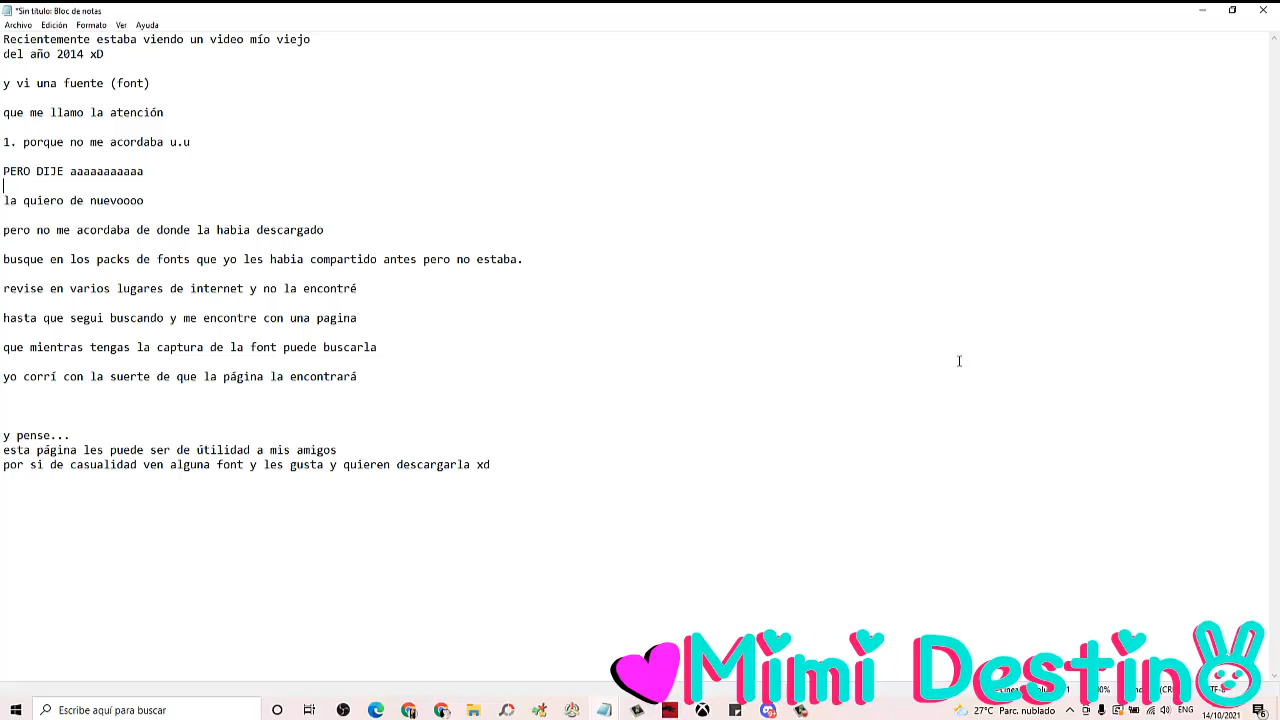 *Sin título: Bloc de notas
Archivo Edición Formato Ver Ayuda
Recientemente estaba viendo un video mío viejo
del año 2014 xD
y vi una fuente (font)
que me llamo la atención
1. porque no me acordaba u.u
PERO DIJE aaaaaaaaaaa
la quiero de nuevoooo
pero no me acordaba de donde la habia descargado
busque en los packs de fonts que yo les habia compartido antes pero no estaba.
revise en varios lugares de internet y no la encontré
hasta que segui buscando y me encontre con una pagina
que mientras tengas la captura de la font puede buscarla
yo corrí con la suerte de que la página la encontrará
y pense...
esta página les puede ser de útilidad a mis amigos
por si de casualidad ven alguna font y les gusta y quieren descargarla xd
Mimi Destino
Escribe aquí para buscar
27°C Parc. nublado
ENG
14/10/2021